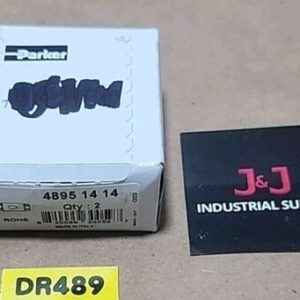 Parker
4895 14 14
Qty : 2
ROHS
MADE IN ITALY
J&J
INDUSTRIAL SU
DR489